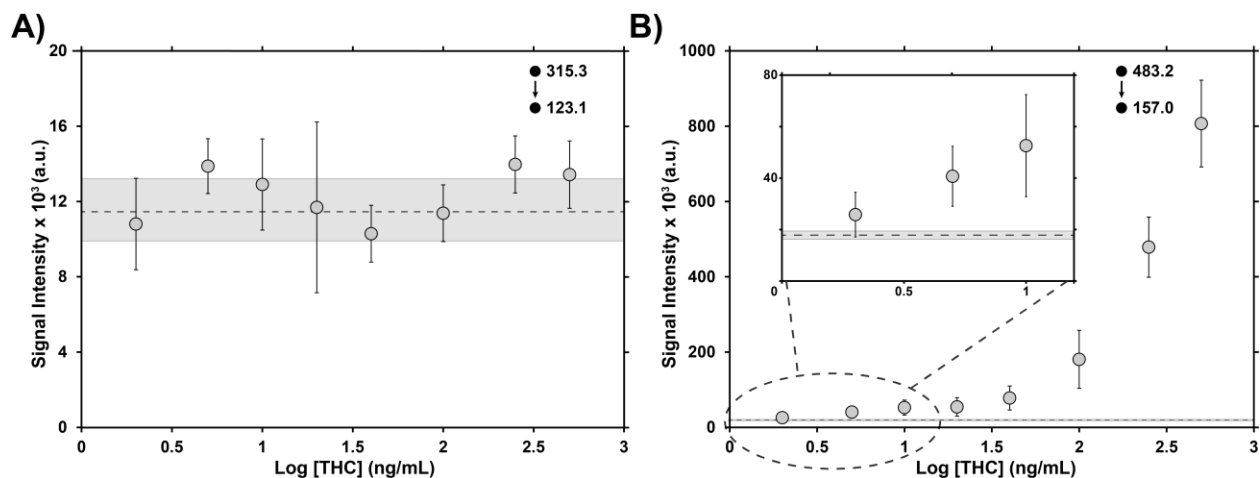 A)
20
16
12
8
4
0
Signal Intensity x 10³ (a.u.)
315.3
123.1
0 0.5 1 1.5 2 2.5 3
Log [THC] (ng/mL)
B)
1000
800
600
400
200
0
Signal Intensity x 10³ (a.u.)
483.2
157.0
80
40
0 0.5 1
0 0.5 1 1.5 2 2.5 3
Log [THC] (ng/mL)